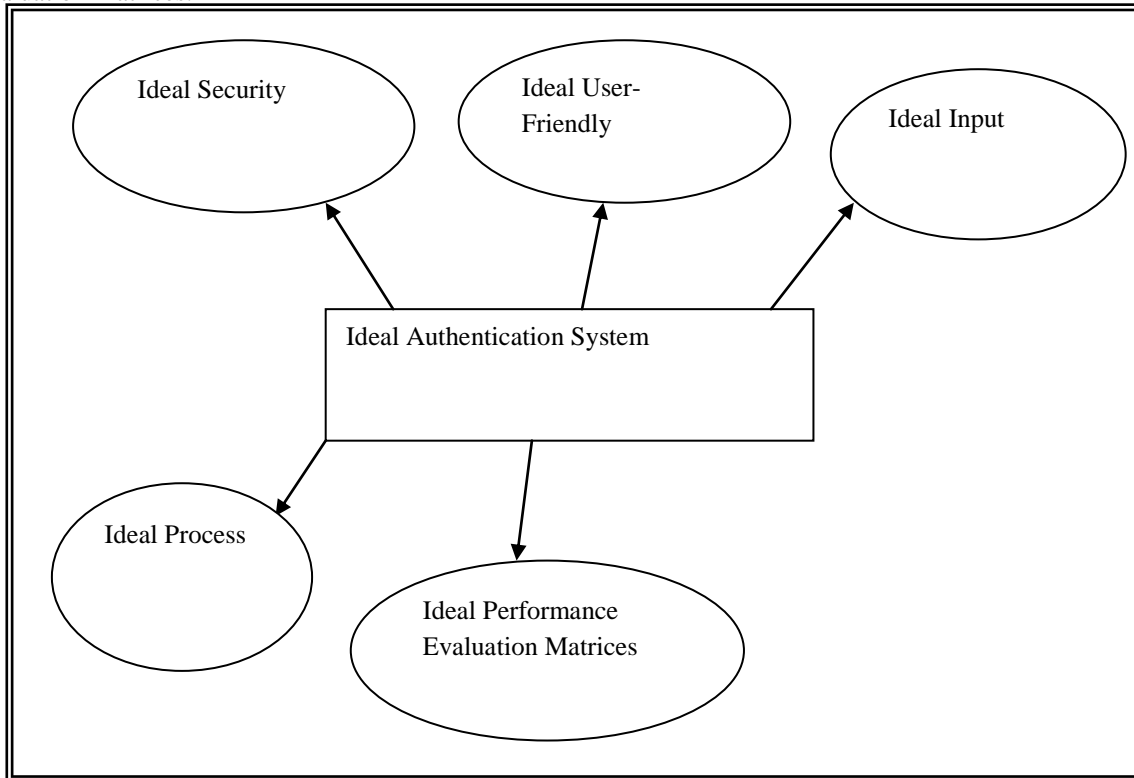 Ideal Security
Ideal User-
Friendly
Ideal Input
Ideal Authentication System
Ideal Process
Ideal Performance
Evaluation Matrices